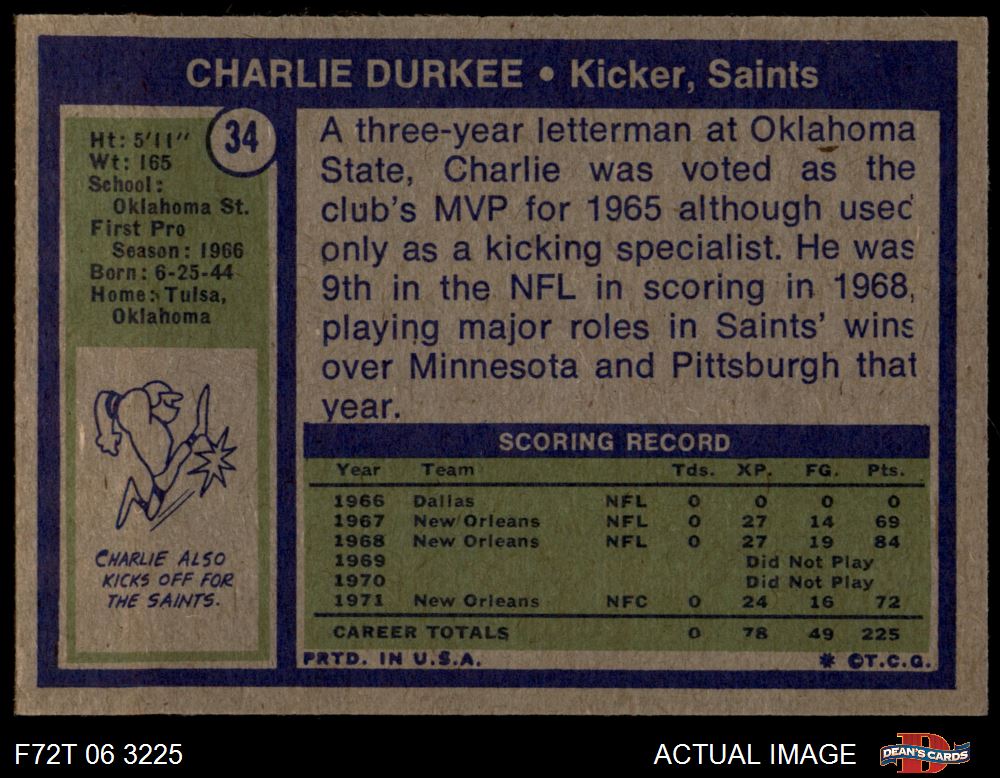 CHARLIE DURKEE • Kicker, Saints
34
Ht: 5'11"
Wt: 165
School:
Oklahoma St.
First Pro
Season: 1966
Born: 6-25-44
Home: Tulsa,
Oklahoma
CHARLIE ALSO
KICKS OFF FOR
THE SAINTS.
A three-year letterman at Oklahoma
State, Charlie was voted as the
club's MVP for 1965 although used
only as a kicking specialist. He was
9th in the NFL in scoring in 1968,
playing major roles in Saints' wins
over Minnesota and Pittsburgh that
year.
SCORING RECORD
Year Team Tds. XP. FG. Pts.
1966 Dallas NFL 0 0 0 0
1967 New Orleans NFL 0 27 14 69
1968 New Orleans NFL 0 27 19 84
1969 Did Not Play
1970 Did Not Play
1971 New Orleans NFC 0 24 16 72
CAREER TOTALS 0 78 49 225
PRTD. IN U.S.A. * ©T.C.G.
F72T 06 3225 ACTUAL IMAGE DEAN'S CARDS